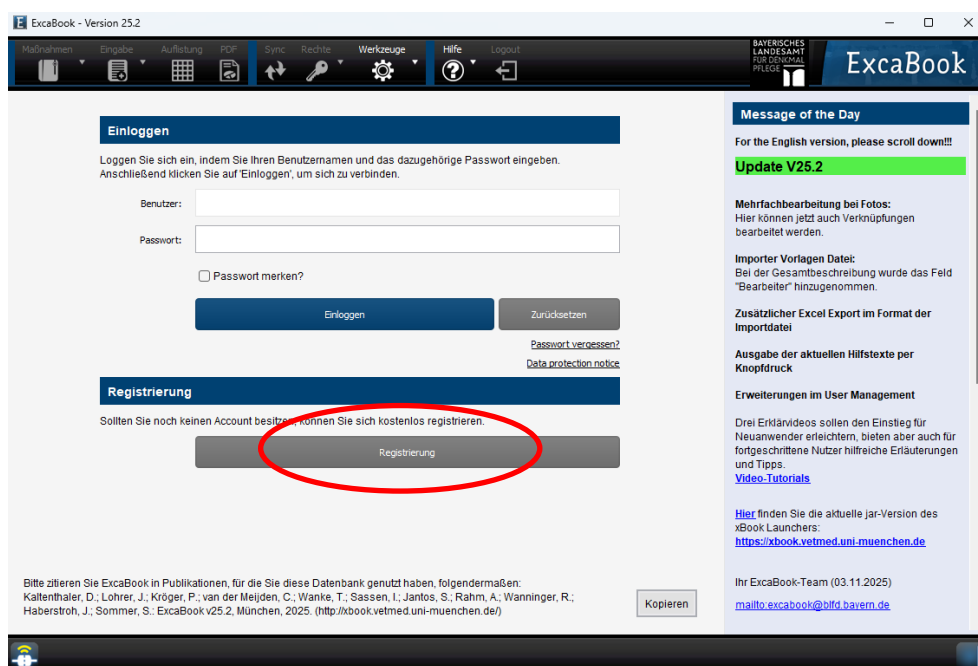 ExcaBook - Version 25.2
Maßnahmen Eingabe Auflistung PDF Sync Rechte Werkzeuge Hilfe Logout
BAYERISCHES
LANDESAMT
FÜR DENKMAL
PFLEGE
ExcaBook
Einloggen
Loggen Sie sich ein, indem Sie Ihren Benutzernamen und das dazugehörige Passwort eingeben.
Anschließend klicken Sie auf 'Einloggen', um sich zu verbinden.
Benutzer:
Passwort:
Passwort merken?
Einloggen Zurücksetzen
Passwort vergessen?
Data protection notice
Registrierung
Sollten Sie noch keinen Account besitzen, können Sie sich kostenlos registrieren.
Registrierung
Bitte zitieren Sie ExcaBook in Publikationen, für die Sie diese Datenbank genutzt haben, folgendermaßen:
Kaltenthaler, D.; Lohrer, J.; Kröger, P.; van der Meijden, C.; Wanke, T.; Sassen, I.; Jantos, S.; Rahm, A.; Wanninger, R.;
Haberstroh, J.; Sommer, S.: ExcaBook v25.2, München, 2025. (http://xbook.vetmed.uni-muenchen.de/)
Kopieren
Message of the Day
For the English version, please scroll down!!!
Update V25.2
Mehrfachbearbeitung bei Fotos:
Hier können jetzt auch Verknüpfungen
bearbeitet werden.
Importer Vorlagen Datei:
Bei der Gesamtbeschreibung wurde das Feld
"Bearbeiter" hinzugenommen.
Zusätzlicher Excel Export im Format der
Importdatei
Ausgabe der aktuellen Hilfstexte per
Knopfdruck
Erweiterungen im User Management
Drei Erklärvideos sollen den Einstieg für
Neuanwender erleichtern, bieten aber auch für
fortgeschrittene Nutzer hilfreiche Erläuterungen
und Tipps.
Video-Tutorials
Hier finden Sie die aktuelle jar-Version des
xBook Launchers:
https://xbook.vetmed.uni-muenchen.de
Ihr ExcaBook-Team (03.11.2025)
mailto:excabook@blfd.bayern.de